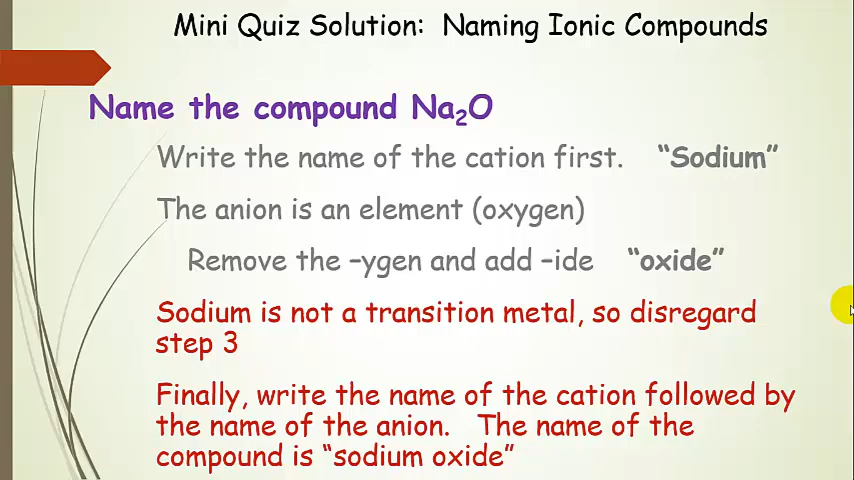 Mini Quiz Solution: Naming Ionic Compounds
Name the compound Na₂O
Write the name of the cation first. “Sodium”
The anion is an element (oxygen)
Remove the –ygen and add –ide “oxide”
Sodium is not a transition metal, so disregard
step 3
Finally, write the name of the cation followed by
the name of the anion. The name of the
compound is “sodium oxide”